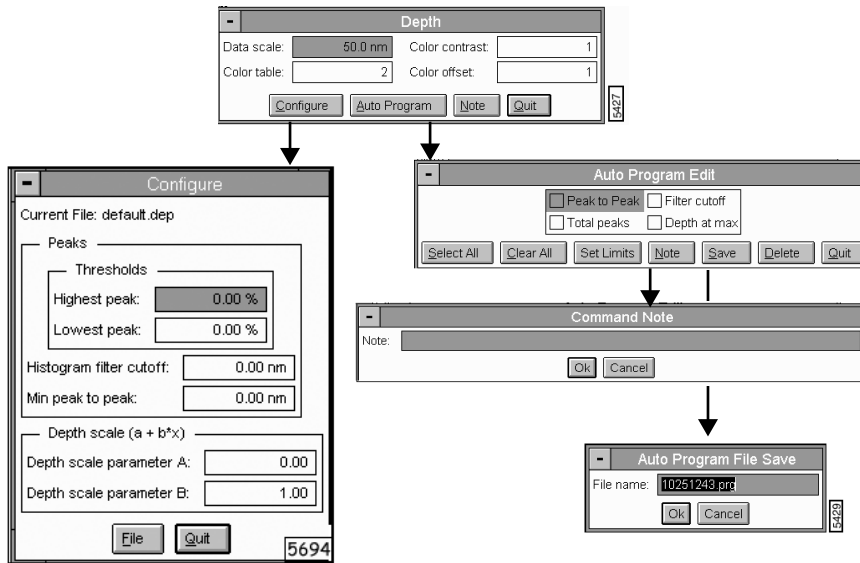 Depth
Data scale: 50.0 nm Color contrast: 1
Color table: 2 Color offset: 1
Configure Auto Program Note Quit
5427
Configure
Current File: default.dep
Peaks
Thresholds
Highest peak: 0.00 %
Lowest peak: 0.00 %
Histogram filter cutoff: 0.00 nm
Min peak to peak: 0.00 nm
Depth scale (a + b*x)
Depth scale parameter A: 0.00
Depth scale parameter B: 1.00
File Quit
5694
Auto Program Edit
Peak to Peak Filter cutoff
Total peaks Depth at max
Select All Clear All Set Limits Note Save Delete Quit
Command Note
Note:
Ok Cancel
Auto Program File Save
File name: 10251243.prg
Ok Cancel
5429